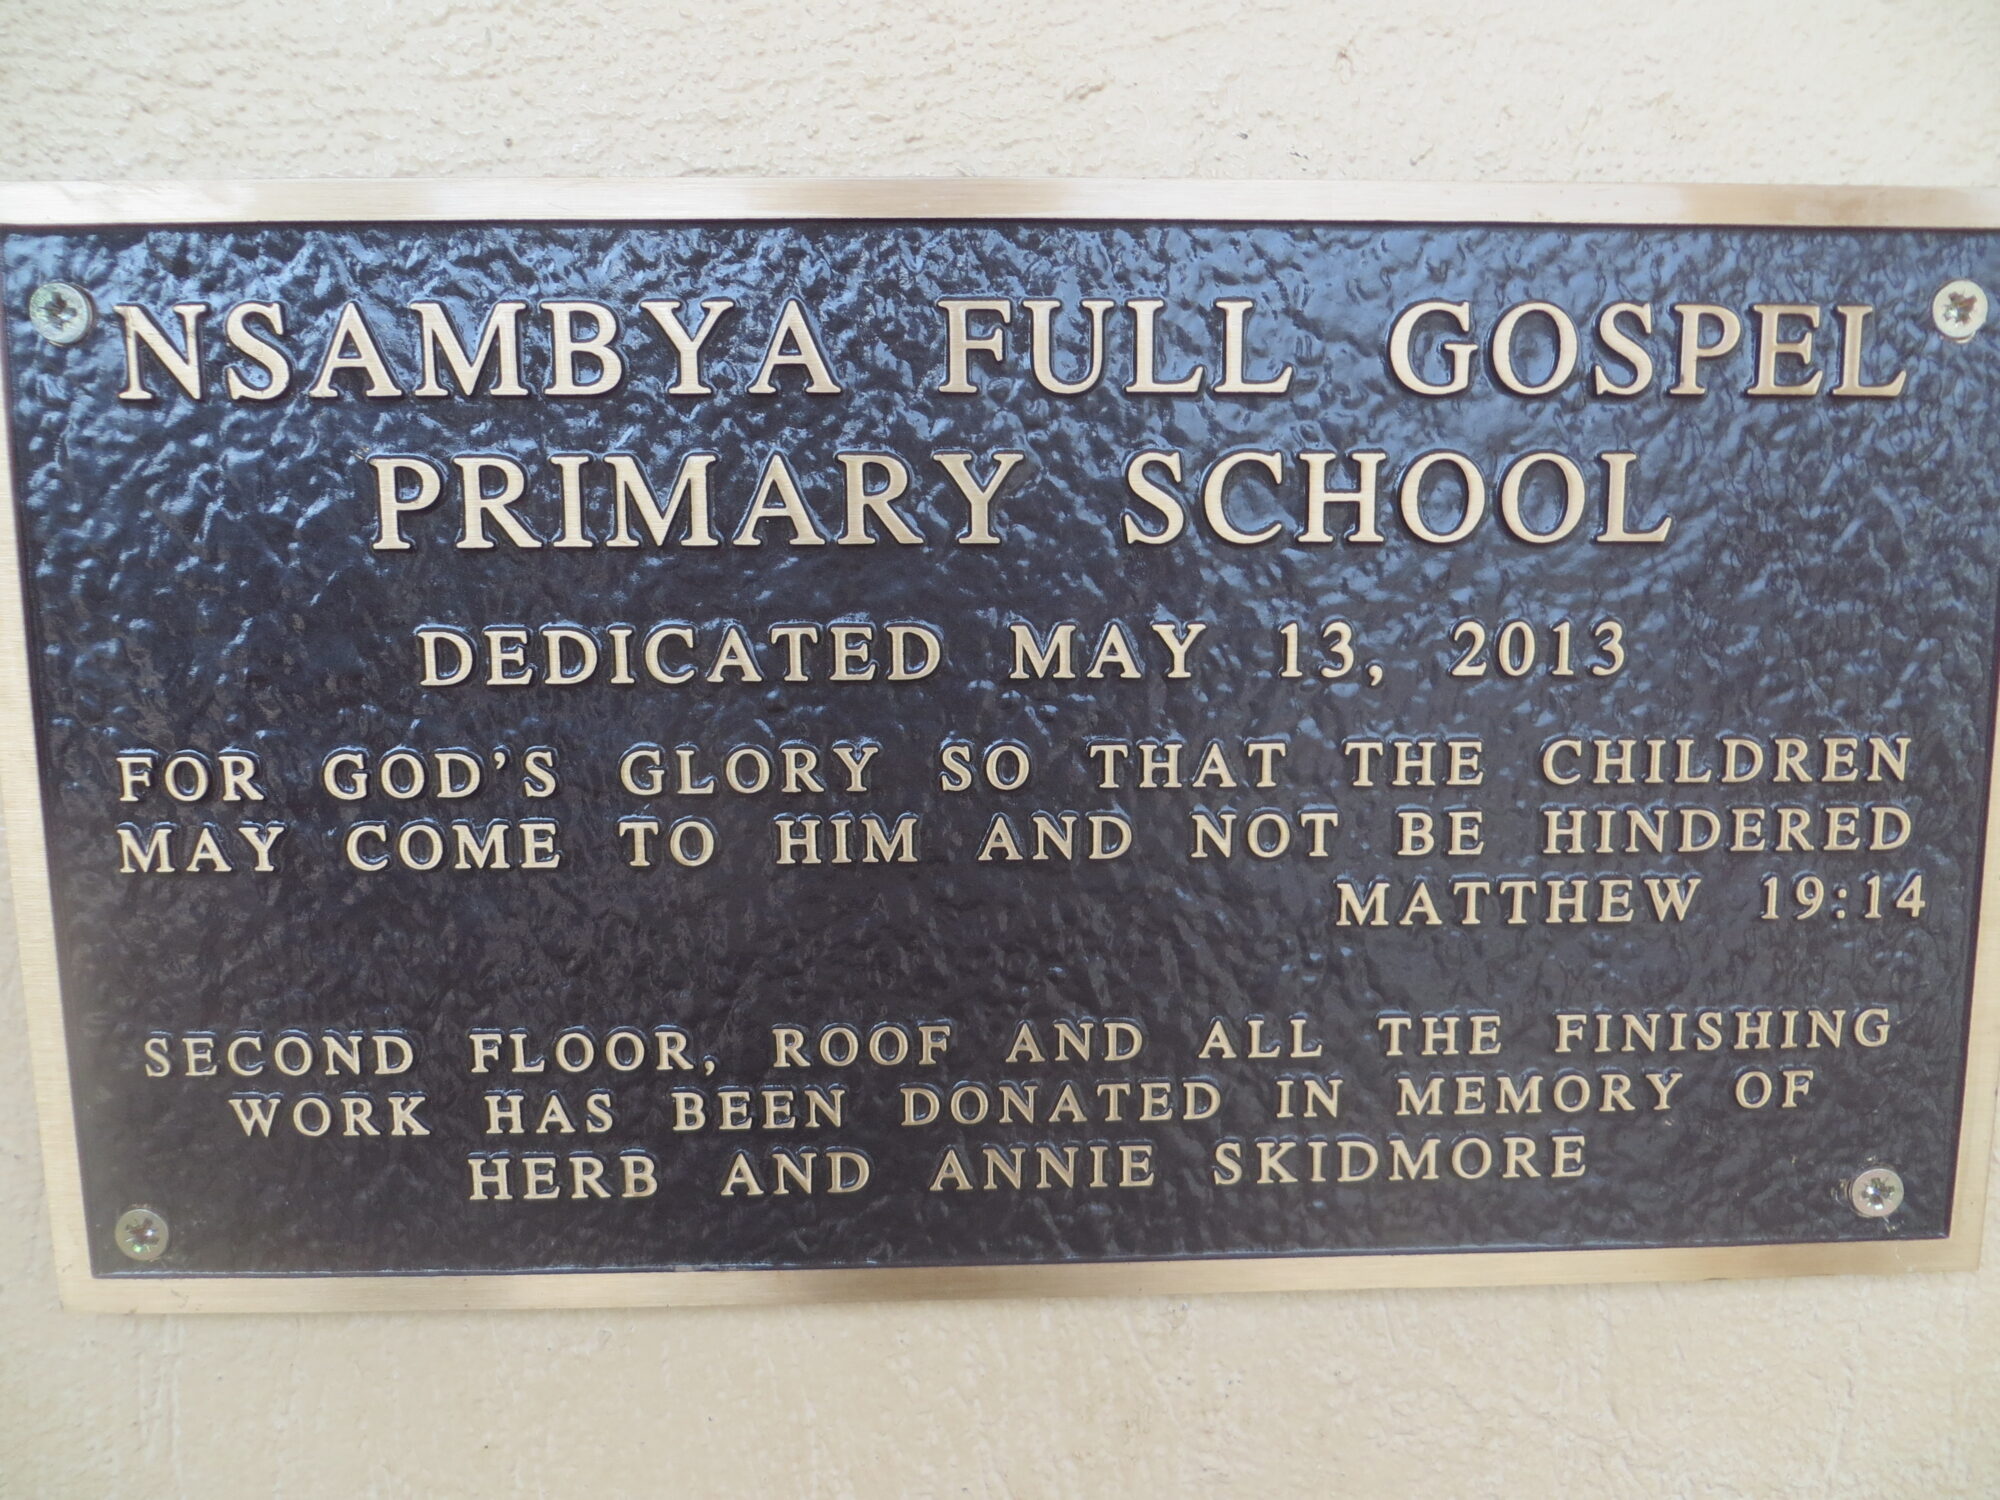 NSAMBYA FULL GOSPEL
PRIMARY SCHOOL
DEDICATED MAY 13, 2013
FOR GOD'S GLORY SO THAT THE CHILDREN
MAY COME TO HIM AND NOT BE HINDERED
MATTHEW 19:14
SECOND FLOOR, ROOF AND ALL THE FINISHING
WORK HAS BEEN DONATED IN MEMORY OF
HERB AND ANNIE SKIDMORE